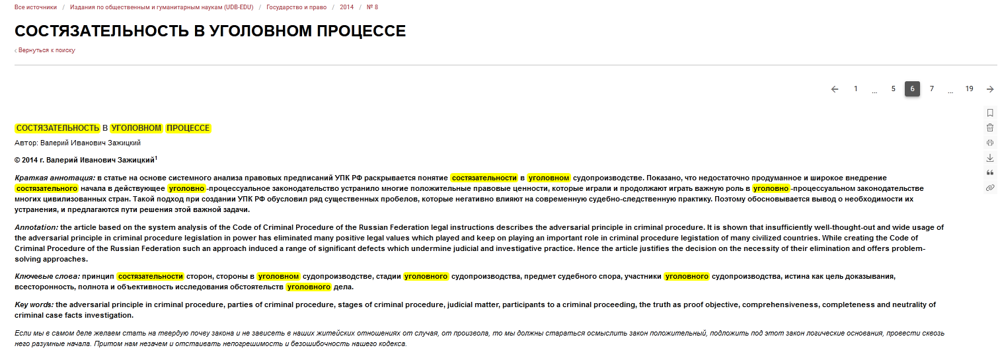 Все источники / Издания по общественным и гуманитарным наукам (UDB-EDU) / Государство и право / 2014 / № 8
СОСТЯЗАТЕЛЬНОСТЬ В УГОЛОВНОМ ПРОЦЕССЕ
‹ Вернуться к поиску
← 1 ... 5 6 7 ... 19 →
СОСТЯЗАТЕЛЬНОСТЬ В УГОЛОВНОМ ПРОЦЕССЕ
Автор: Валерий Иванович Зажицкий
© 2014 г. Валерий Иванович Зажицкий1
Краткая аннотация: в статье на основе системного анализа правовых предписаний УПК РФ раскрывается понятие состязательности в уголовном судопроизводстве. Показано, что недостаточно продуманное и широкое внедрение
состязательного начала в действующее уголовно -процессуальное законодательство устранило многие положительные правовые ценности, которые играли и продолжают играть важную роль в уголовно -процессуальном законодательстве
многих цивилизованных стран. Такой подход при создании УПК РФ обусловил ряд существенных пробелов, которые негативно влияют на современную судебно-следственную практику. Поэтому обосновывается вывод о необходимости их
устранения, и предлагаются пути решения этой важной задачи.
Annotation: the article based on the system analysis of the Code of Criminal Procedure of the Russian Federation legal instructions describes the adversarial principle in criminal procedure. It is shown that insufficiently well-thought-out and wide usage of
the adversarial principle in criminal procedure legislation in power has eliminated many positive legal values which played and keep on playing an important role in criminal procedure legistation of many civilized countries. While creating the Code of
Criminal Procedure of the Russian Federation such an approach induced a range of significant defects which undermine judicial and investigative practice. Hence the article justifies the decision on the necessity of their elimination and offers problem-
solving approaches.
Ключевые слова: принцип состязательности сторон, стороны в уголовном судопроизводстве, стадии уголовного судопроизводства, предмет судебного спора, участники уголовного судопроизводства, истина как цель доказывания,
всесторонность, полнота и объективность исследования обстоятельств уголовного дела.
Key words: the adversarial principle in criminal procedure, parties of criminal procedure, stages of criminal procedure, judicial matter, participants to a criminal proceeding, the truth as proof objective, comprehensiveness, completeness and neutrality of
criminal case facts investigation.
Если мы в самом деле желаем стать на твердую почву закона и не зависеть в наших житейских отношениях от случая, от произвола, то мы должны стараться осмыслить закон положительный, подложить под этот закон логические основания, провести сквозь
него разумные начала. Притом нам незачем и отстаивать непогрешимость и безошибочность нашего кодекса.